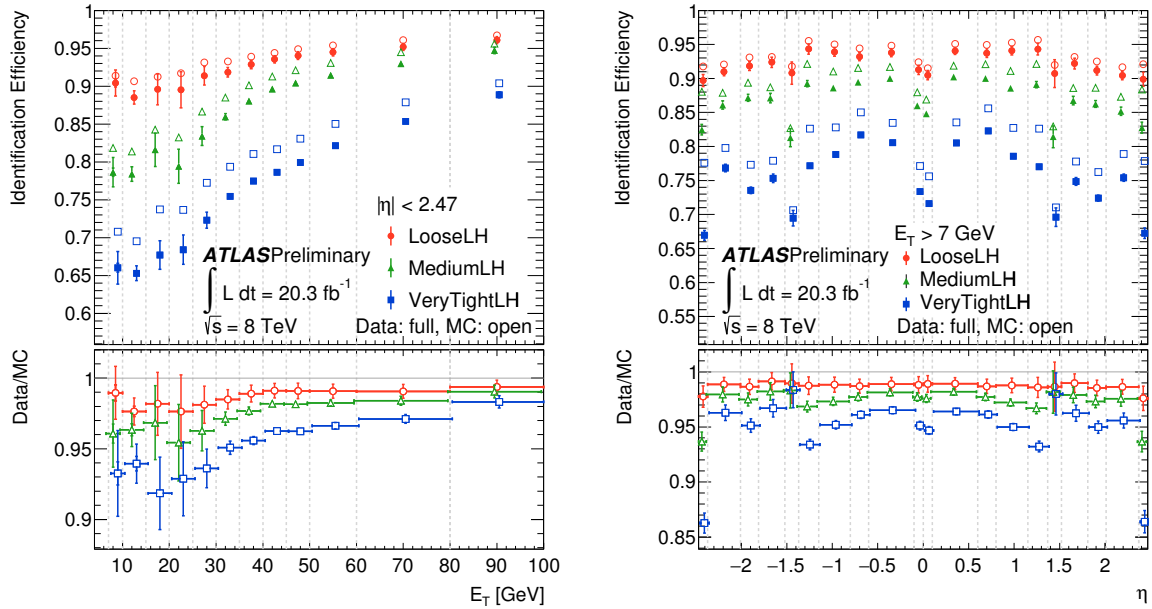 Identification Efficiency
0.95
0.9
0.85
0.8
0.75
0.7
0.65
0.6
|η| < 2.47
LooseLH
MediumLH
VeryTightLH
ATLAS Preliminary
∫ L dt = 20.3 fb⁻¹
√s = 8 TeV
Data: full, MC: open
Data/MC
1
0.95
0.9
10 20 30 40 50 60 70 80 90 100
E_T [GeV]
Identification Efficiency
0.95
0.9
0.85
0.8
0.75
0.7
0.65
0.6
0.55
E_T > 7 GeV
LooseLH
MediumLH
VeryTightLH
ATLAS Preliminary
∫ L dt = 20.3 fb⁻¹
√s = 8 TeV
Data: full, MC: open
Data/MC
1
0.95
0.9
0.85
−2 −1.5 −1 −0.5 0 0.5 1 1.5 2
η